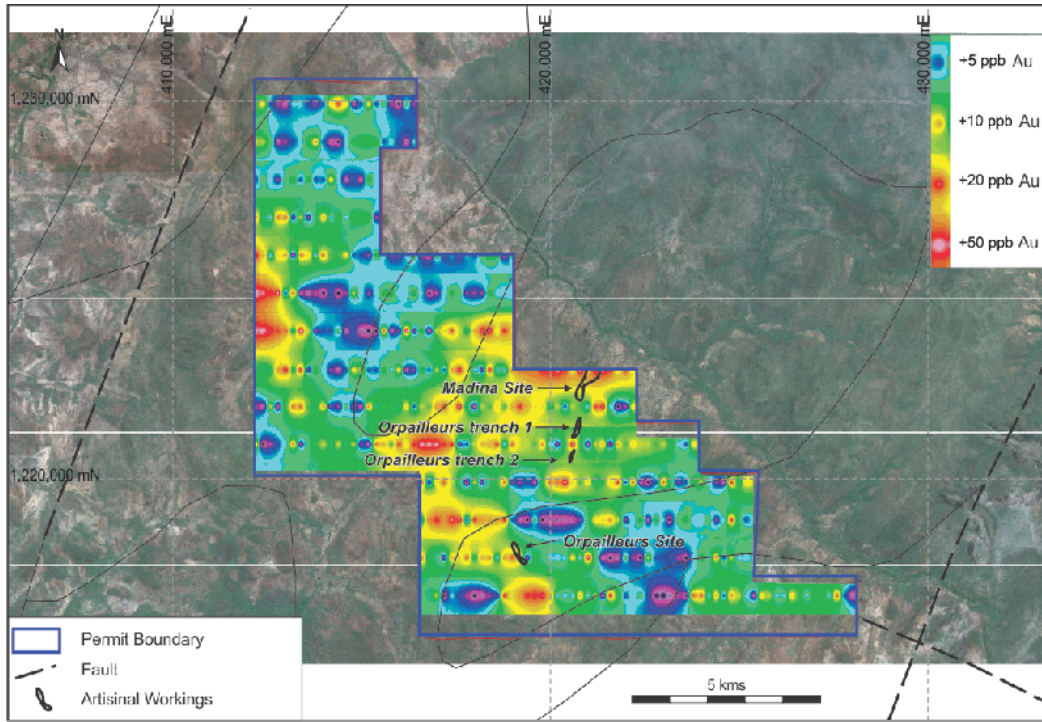 410,000 mE
420,000 mE
430,000 mE
N
1,230,000 mN
+5 ppb Au
+10 ppb Au
+20 ppb Au
+50 ppb Au
Madina Site
Orpailleurs trench 1
Orpailleurs trench 2
1,220,000 mN
Orpailleurs Site
Permit Boundary
Fault
Artisinal Workings
5 kms